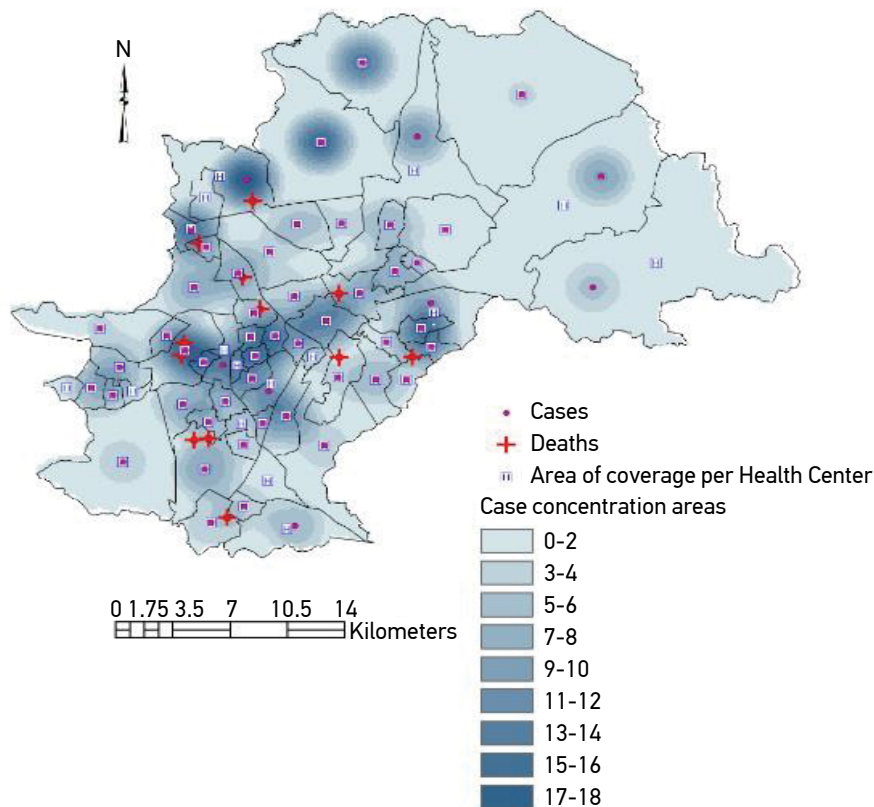 N
Cases
Deaths
H Area of coverage per Health Center
Case concentration areas
0-2
3-4
5-6
7-8
9-10
11-12
13-14
15-16
17-18
0 1.75 3.5 7 10.5 14
Kilometers